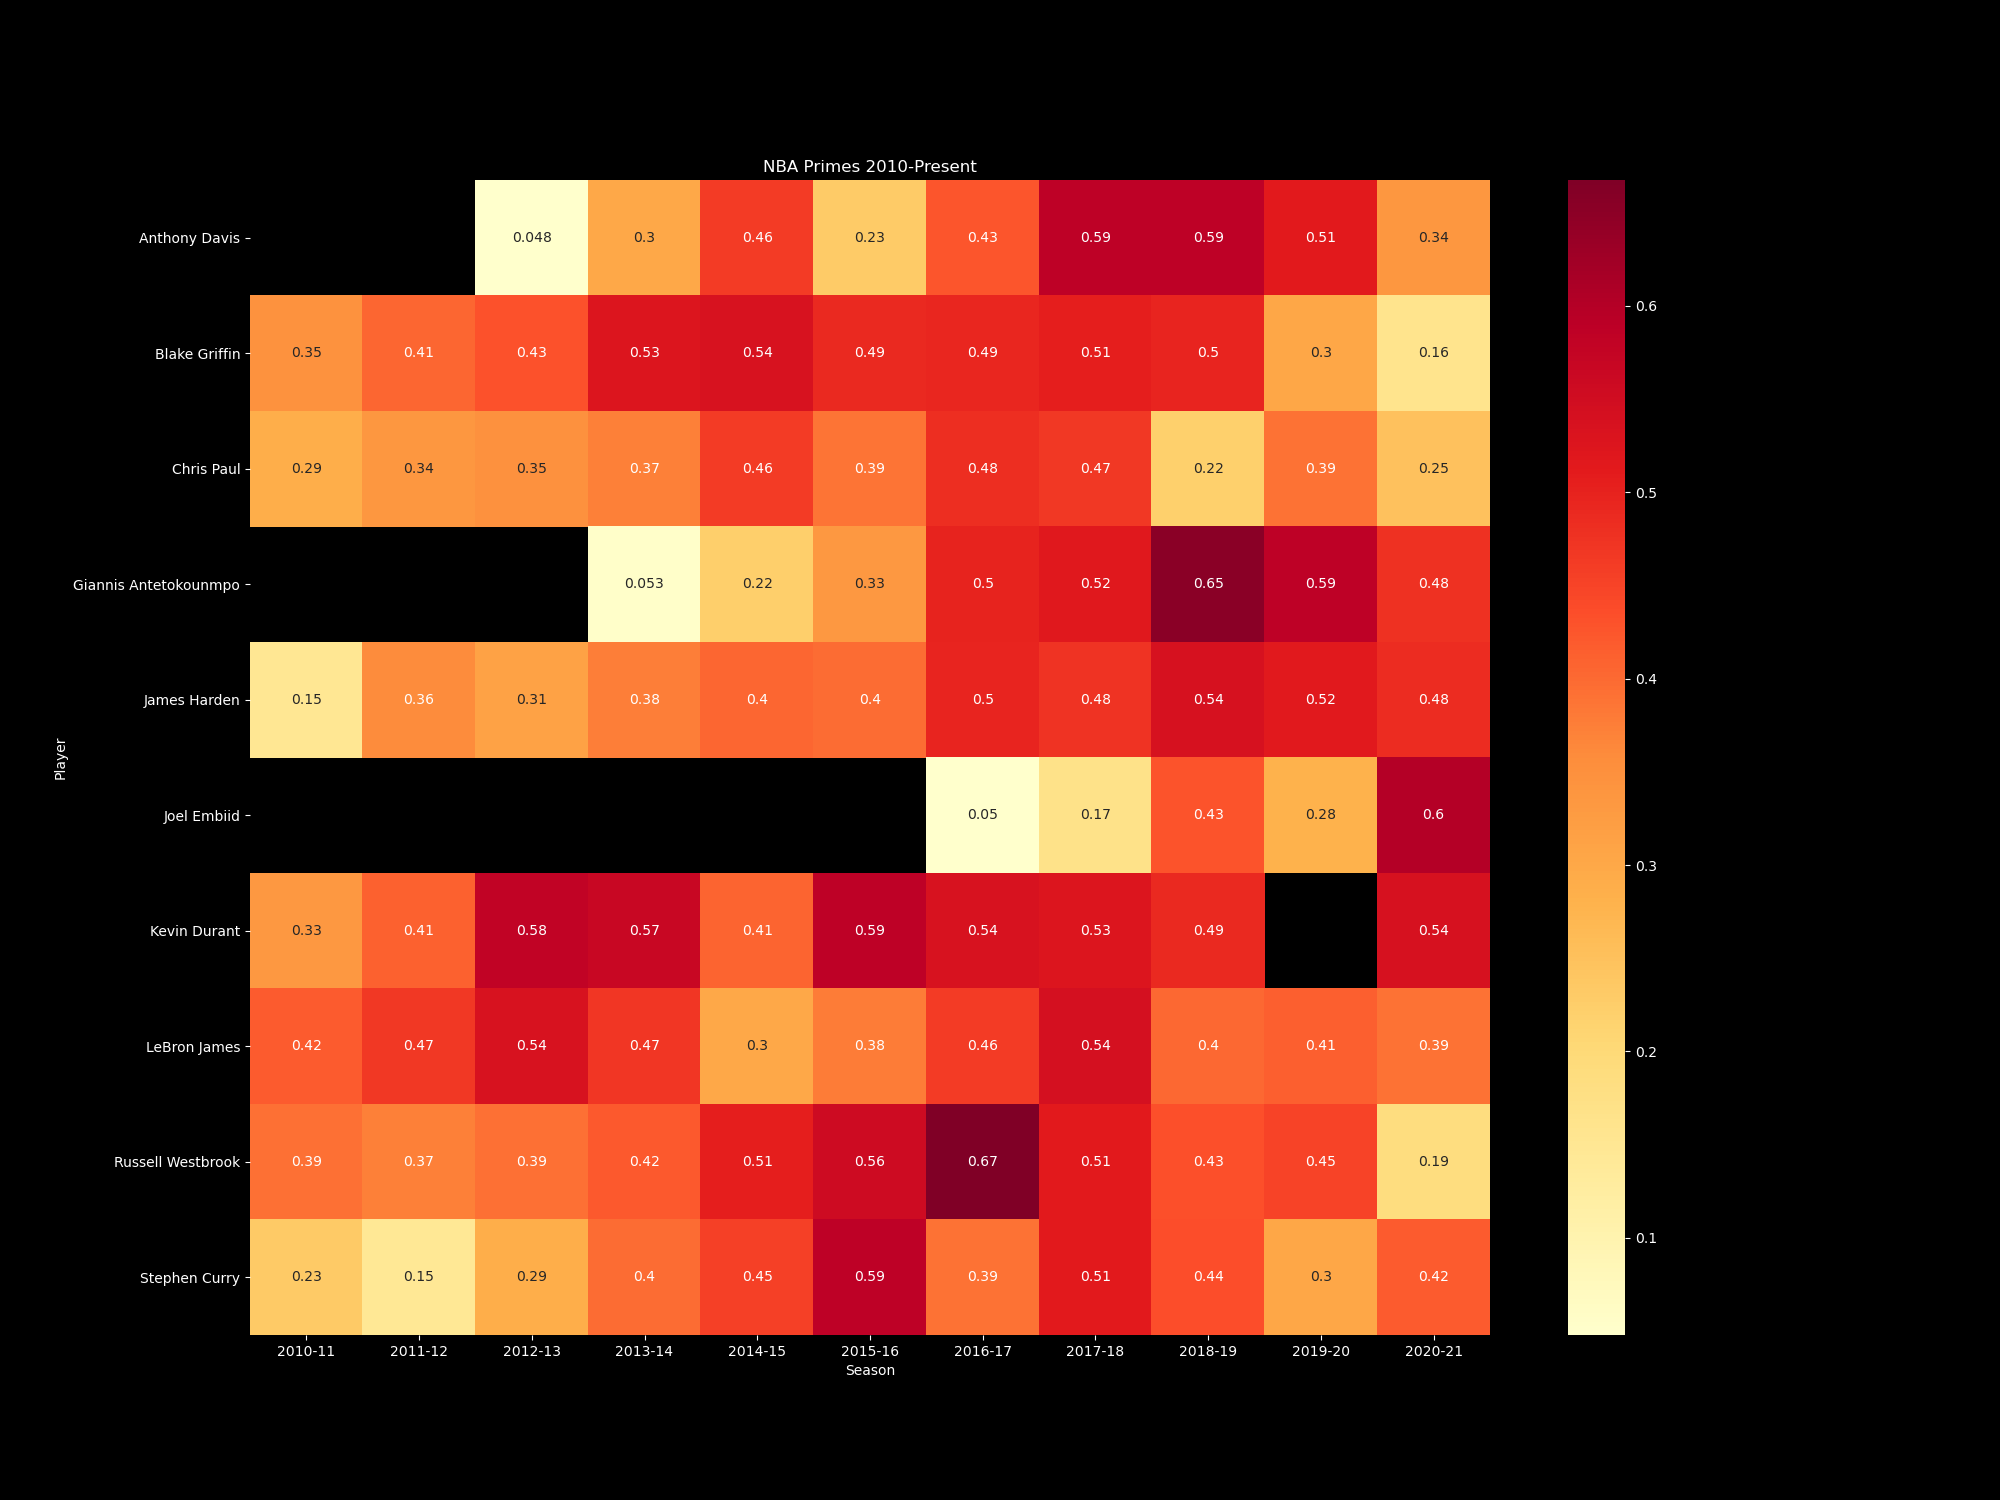 NBA Primes 2010-Present
Anthony Davis 0.048 0.3 0.46 0.23 0.43 0.59 0.59 0.51 0.34
Blake Griffin 0.35 0.41 0.43 0.53 0.54 0.49 0.49 0.51 0.5 0.3 0.16
Chris Paul 0.29 0.34 0.35 0.37 0.46 0.39 0.48 0.47 0.22 0.39 0.25
Giannis Antetokounmpo 0.053 0.22 0.33 0.5 0.52 0.65 0.59 0.48
James Harden 0.15 0.36 0.31 0.38 0.4 0.4 0.5 0.48 0.54 0.52 0.48
Joel Embiid 0.05 0.17 0.43 0.28 0.6
Kevin Durant 0.33 0.41 0.58 0.57 0.41 0.59 0.54 0.53 0.49 0.54
LeBron James 0.42 0.47 0.54 0.47 0.3 0.38 0.46 0.54 0.4 0.41 0.39
Russell Westbrook 0.39 0.37 0.39 0.42 0.51 0.56 0.67 0.51 0.43 0.45 0.19
Stephen Curry 0.23 0.15 0.29 0.4 0.45 0.59 0.39 0.51 0.44 0.3 0.42
2010-11 2011-12 2012-13 2013-14 2014-15 2015-16 2016-17 2017-18 2018-19 2019-20 2020-21
Season
Player
0.6
0.5
0.4
0.3
0.2
0.1